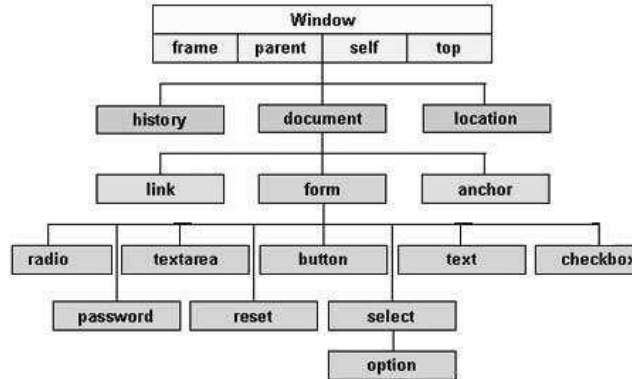 Window
frame parent self top
history document location
link form anchor
radio textarea button text checkbox
password reset select
option